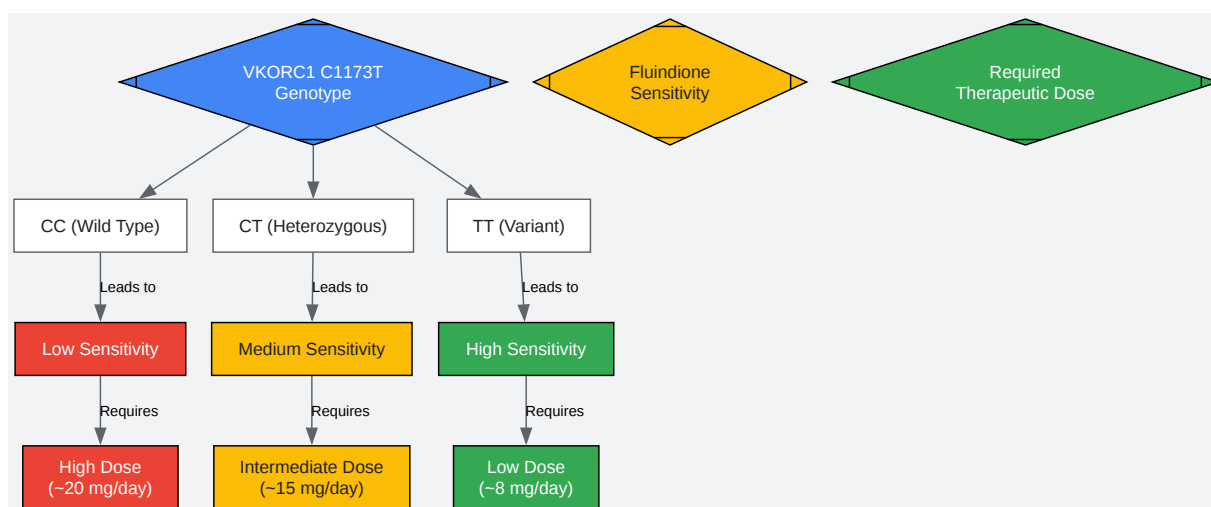 VKORC1 C1173T
Genotype
Fluindione
Sensitivity
Required
Therapeutic Dose
CC (Wild Type)
CT (Heterozygous)
TT (Variant)
Leads to
Leads to
Leads to
Low Sensitivity
Medium Sensitivity
High Sensitivity
Requires
Requires
Requires
High Dose
(~20 mg/day)
Intermediate Dose
(~15 mg/day)
Low Dose
(~8 mg/day)